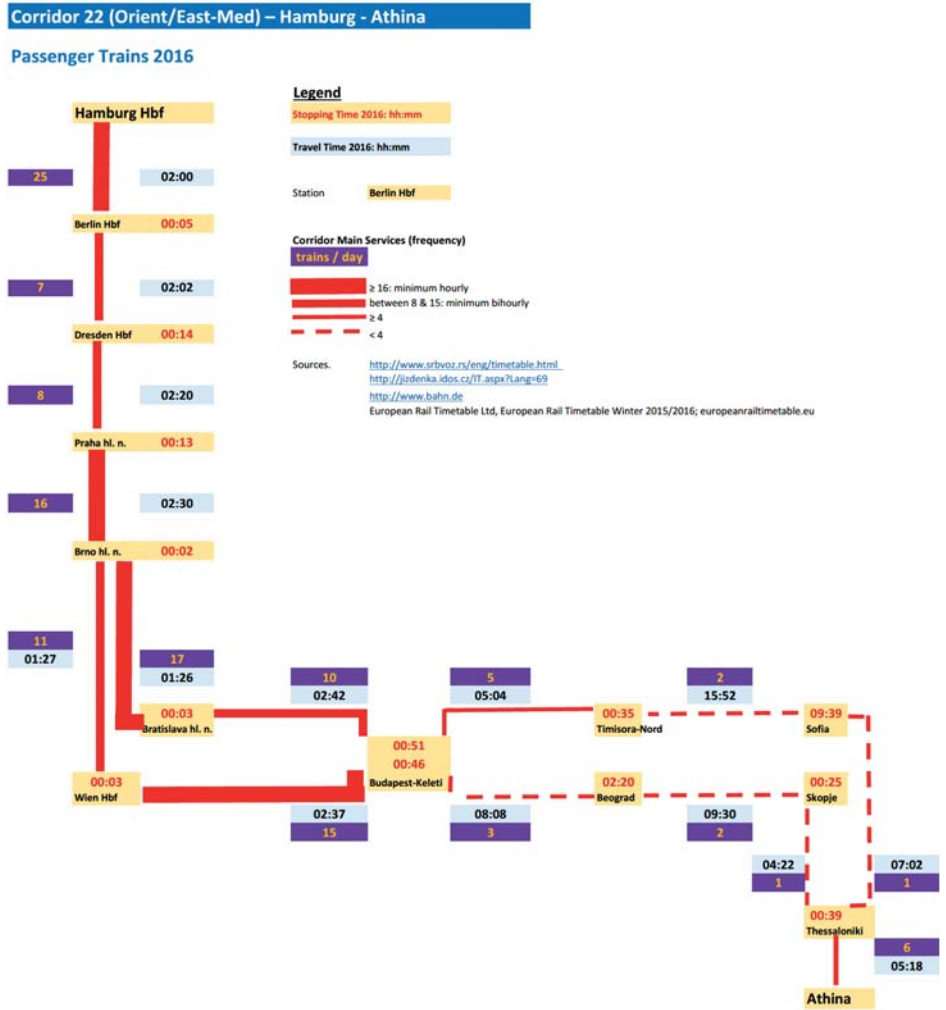 Corridor 22 (Orient/East-Med) – Hamburg - Athina
Passenger Trains 2016
Legend
Hamburg Hbf
Stopping Time 2016: hh:mm
Travel Time 2016: hh:mm
25 02:00
Station Berlin Hbf
Berlin Hbf 00:05
Corridor Main Services (frequency)
trains / day
7 02:02
≥ 16: minimum hourly
between 8 & 15: minimum bihourly
≥ 4
< 4
Dresden Hbf 00:14
Sources. http://www.srbvoz.rs/eng/timetable.html
http://jizdenka.idos.cz/IT.aspx?Lang=69
http://www.bahn.de
European Rail Timetable Ltd, European Rail Timetable Winter 2015/2016; europeanrailtimetable.eu
8 02:20
Praha hl. n. 00:13
16 02:30
Brno hl. n. 00:02
11
01:27
17
01:26
10
02:42
5
05:04
2
15:52
00:03
Bratislava hl. n.
00:35
Timisora-Nord
09:39
Sofia
00:51
00:46
Budapest-Keleti
00:03
Wien Hbf
02:20
Beograd
00:25
Skopje
02:37
15
08:08
3
09:30
2
04:22
1
07:02
1
00:39
Thessaloniki
6
05:18
Athina